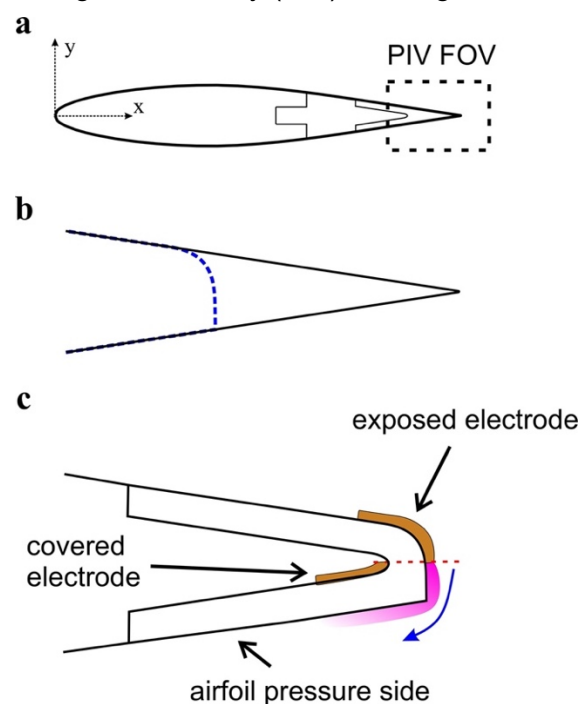 a
y
PIV FOV
x
b
c
exposed electrode
covered
electrode
airfoil pressure side